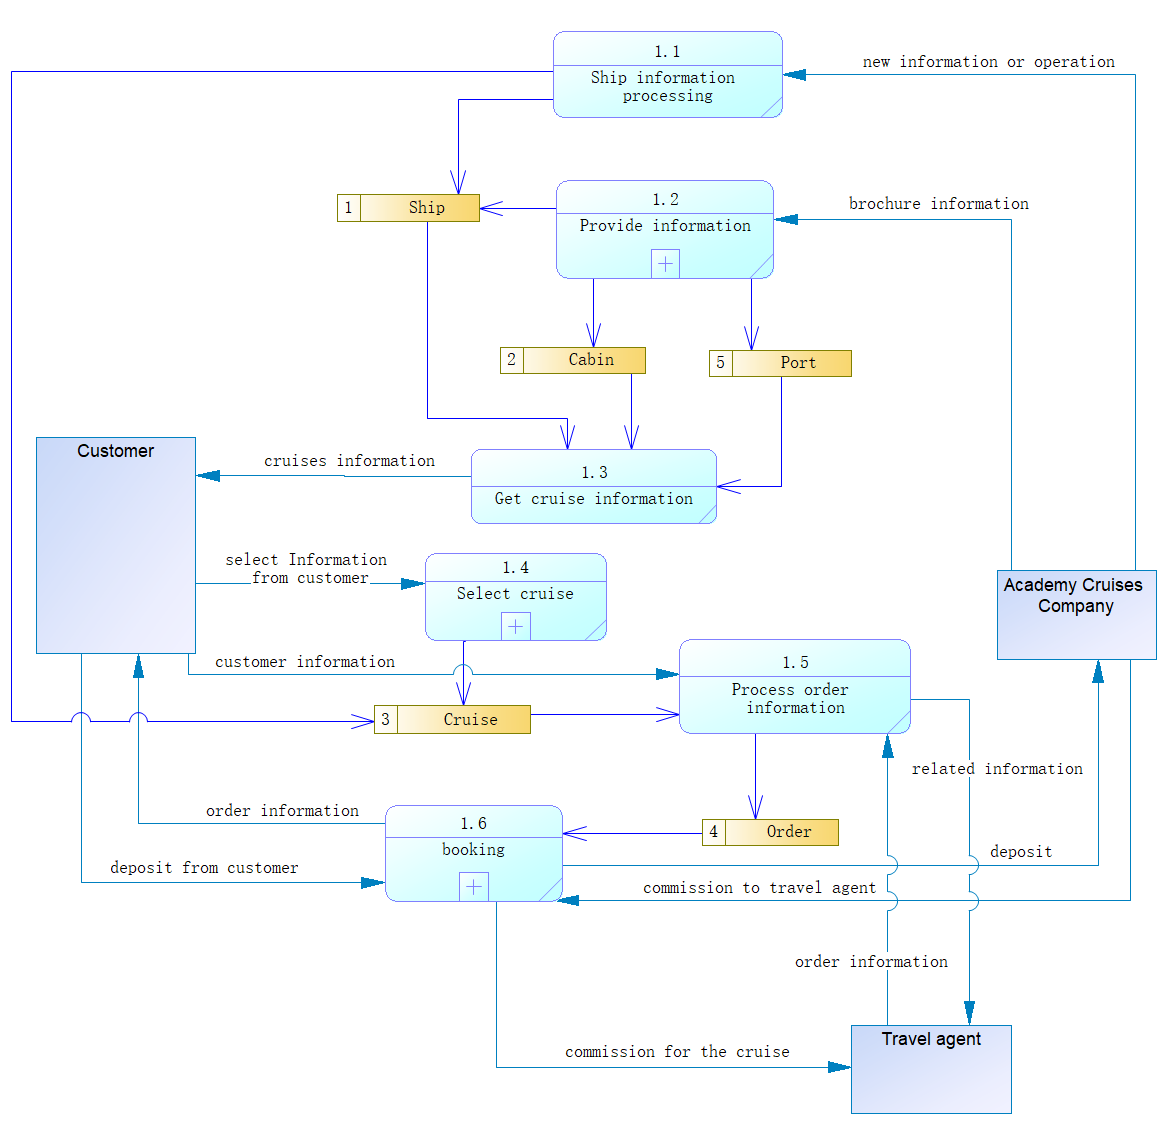 1.1
new information or operation
Ship information
processing
1.2
1 Ship
brochure information
Provide information
2 Cabin
5 Port
Customer
cruises information
1.3
Get cruise information
select Information
from customer
1.4
Select cruise
Academy Cruises
Company
customer information
1.5
Process order
information
3 Cruise
related information
order information
1.6
4 Order
booking
deposit
deposit from customer
commission to travel agent
order information
Travel agent
commission for the cruise